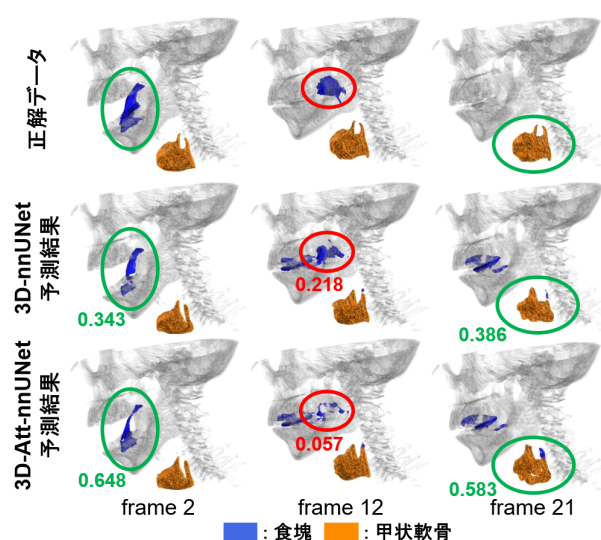 正解データ
3D-nnUNet
予測結果
0.343
0.218
0.386
3D-Att-nnUNet
予測結果
0.648
0.057
0.583
frame 2
frame 12
frame 21
: 食塊
: 甲状軟骨